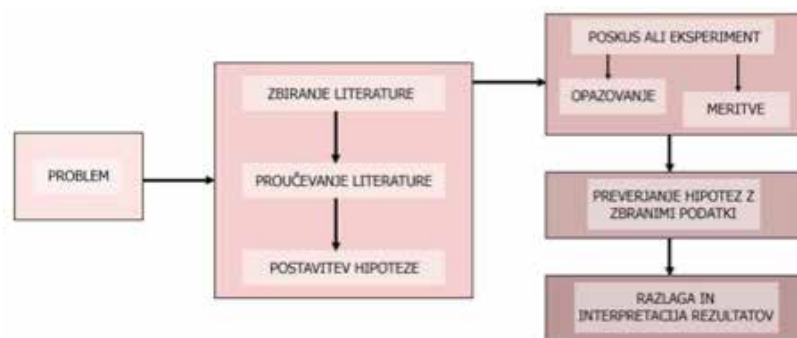 PROBLEM
ZBIRANJE LITERATURE
PROUČEVANJE LITERATURE
POSTAVITEV HIPOTEZE
POSKUS ALI EKSPERIMENT
OPAZOVANJE
MERITVE
PREVERJANJE HIPOTEZ Z
ZBRANIMI PODATKI
RAZLAGA IN
INTERPRETACIJA REZULTATOV